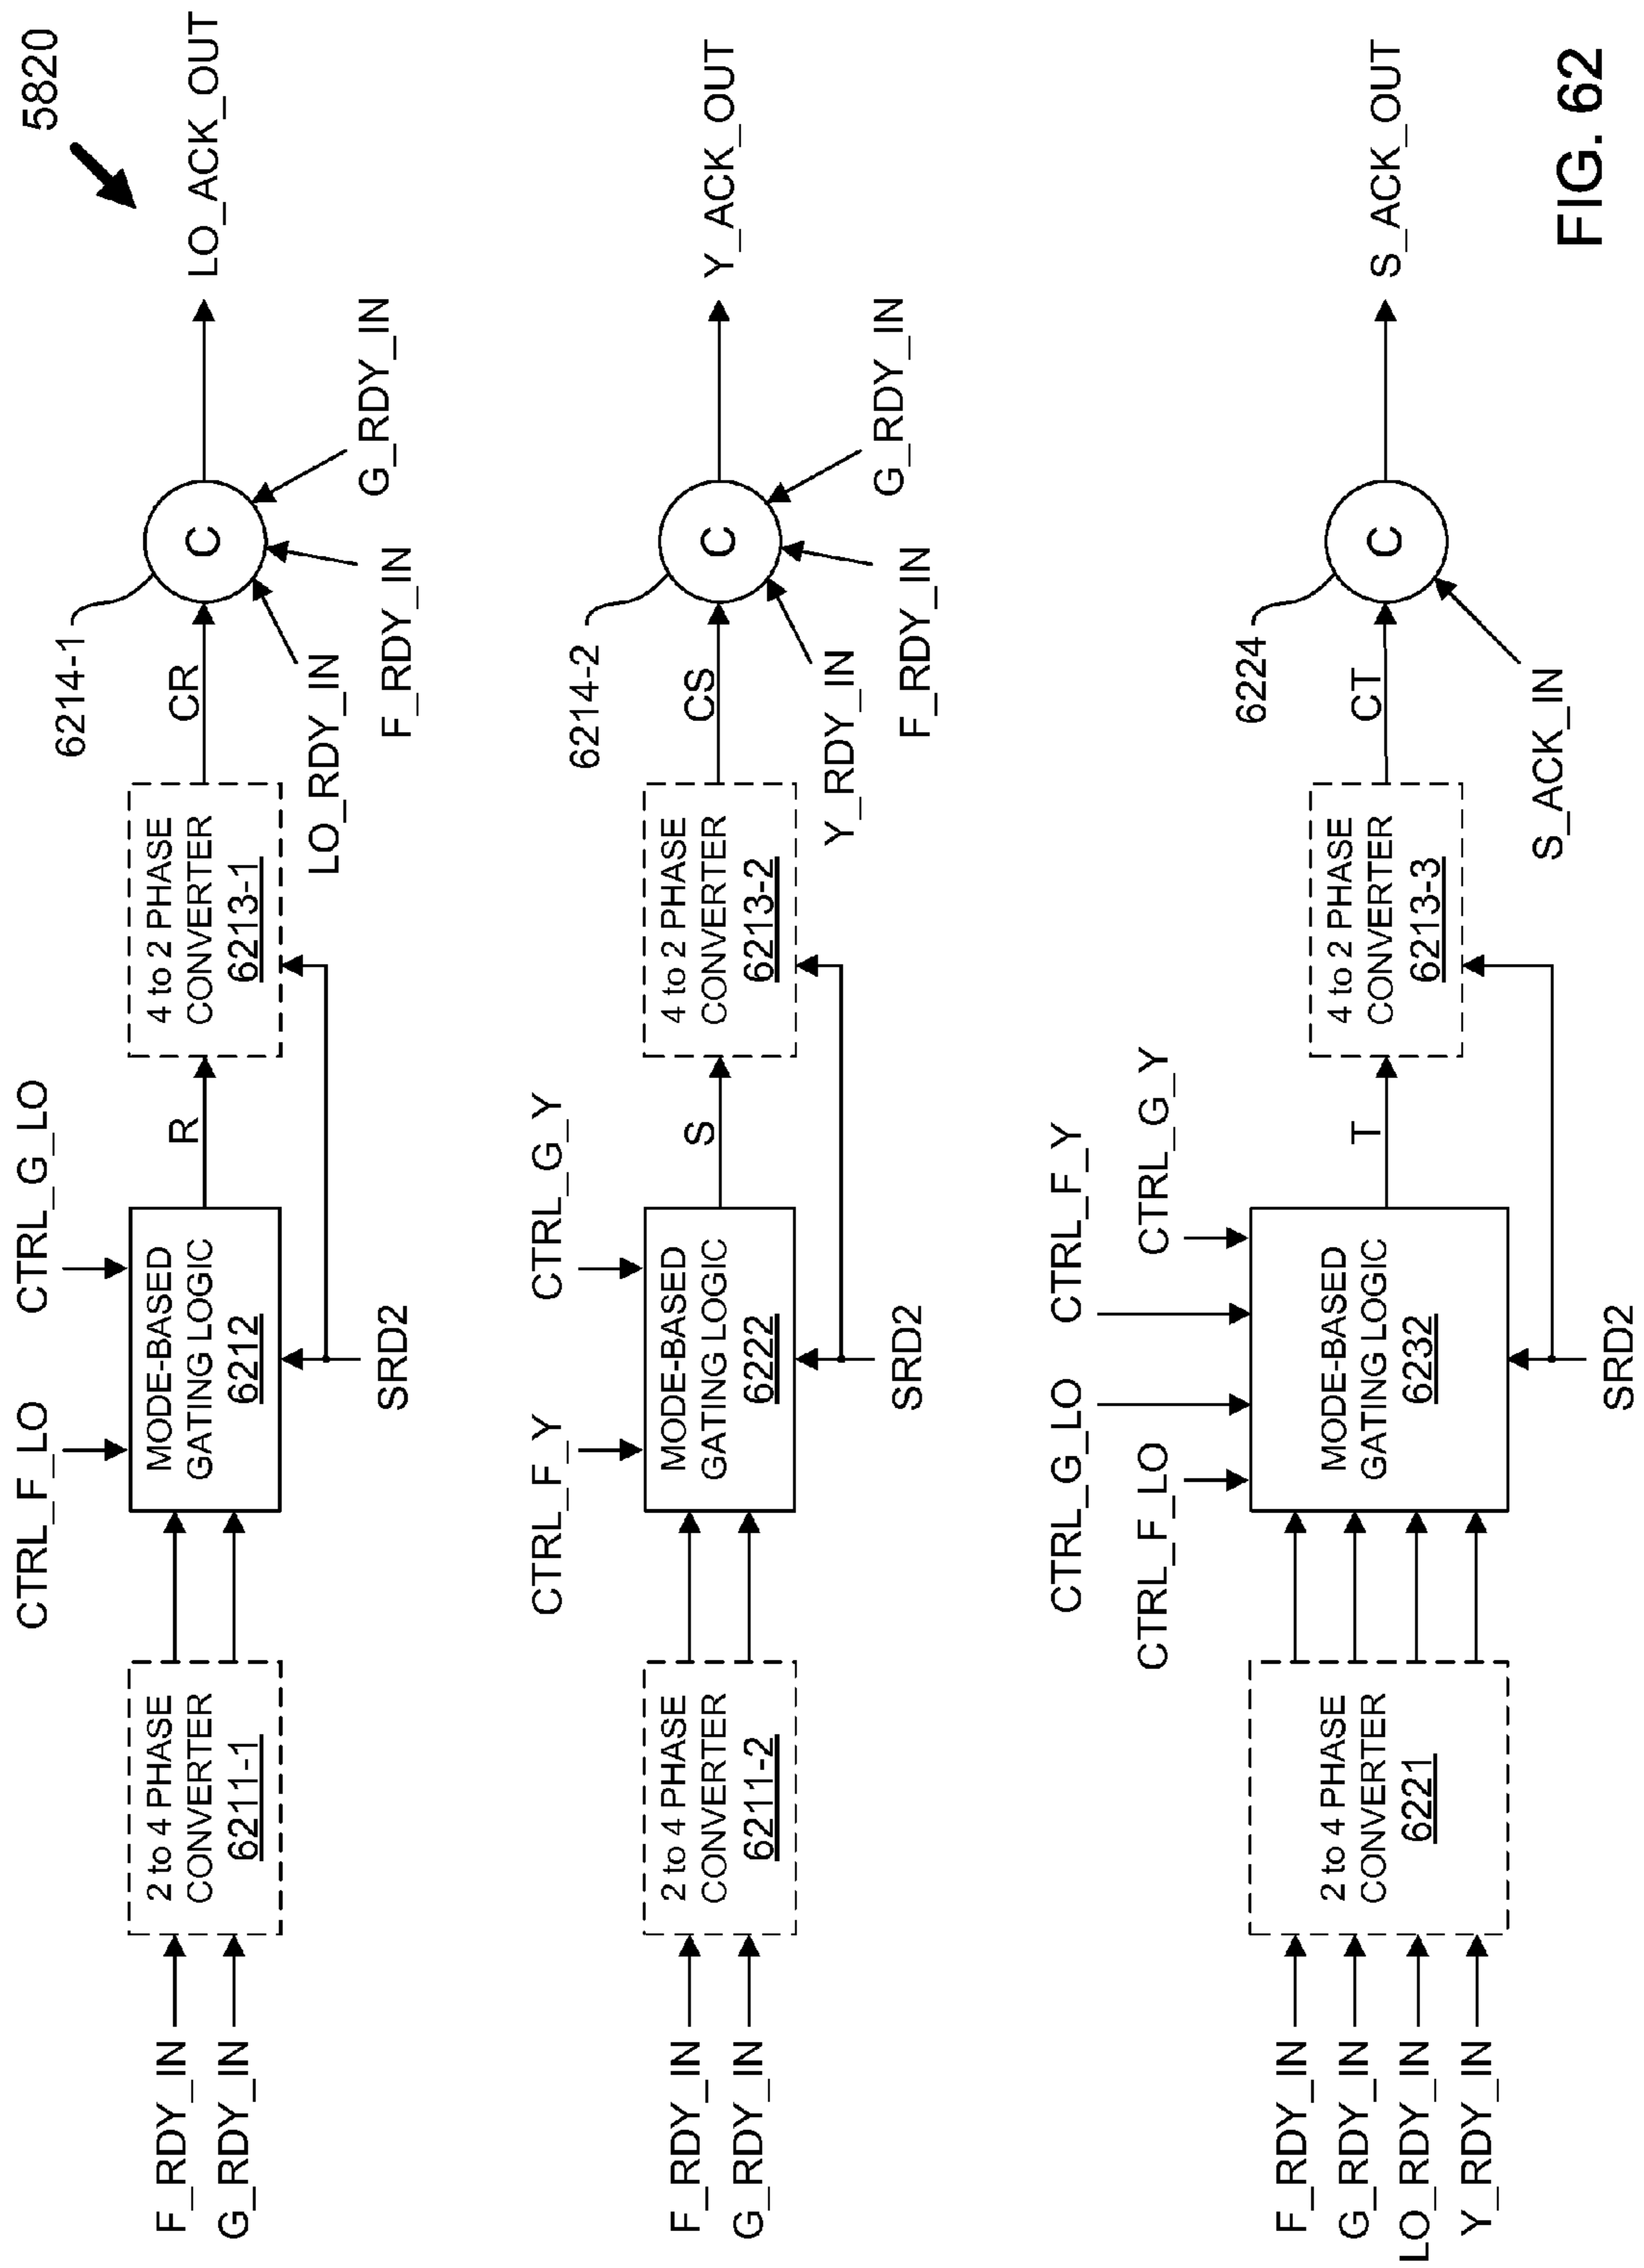 5820
F_RDY_IN
G_RDY_IN
2 to 4 PHASE
CONVERTER
6211-1
CTRL_F_LO
CTRL_G_LO
MODE-BASED
GATING LOGIC
6212
SRD2
R
4 to 2 PHASE
CONVERTER
6213-1
CR
6214-1
C
LO_RDY_IN
F_RDY_IN
G_RDY_IN
LO_ACK_OUT
F_RDY_IN
G_RDY_IN
2 to 4 PHASE
CONVERTER
6211-2
CTRL_F_Y
CTRL_G_Y
MODE-BASED
GATING LOGIC
6222
SRD2
S
4 to 2 PHASE
CONVERTER
6213-2
CS
6214-2
C
Y_RDY_IN
F_RDY_IN
G_RDY_IN
Y_ACK_OUT
F_RDY_IN
G_RDY_IN
LO_RDY_IN
Y_RDY_IN
2 to 4 PHASE
CONVERTER
6221
CTRL_G_LO
CTRL_F_Y
CTRL_F_LO
CTRL_G_Y
MODE-BASED
GATING LOGIC
6232
SRD2
T
4 to 2 PHASE
CONVERTER
6213-3
CT
6224
C
S_ACK_IN
S_ACK_OUT
FIG. 62